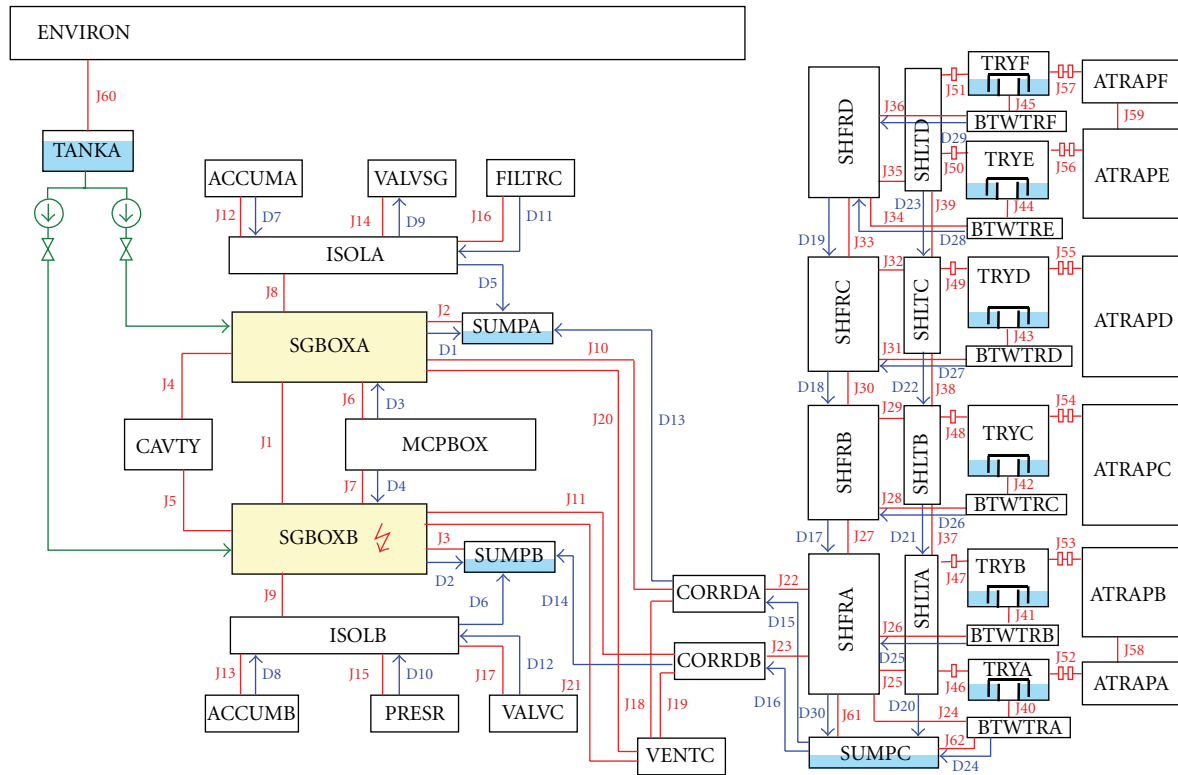 ENVIRON
J60
TANKA
ACCUMA
VALVSG
FILTRC
J12
D7
J14
D9
J16
D11
ISOLA
J8
D5
J2
SUMPA
D1
J10
SGBOXA
J4
J6
D3
J20
D13
CAVTY
J1
MCPBOX
J5
J7
D4
J11
SGBOXB
J3
SUMPB
D2
D6
D14
J9
ISOLB
J13
D8
J15
D10
J17
D12
J21
J18
J19
ACCUMB
PRESR
VALVC
VENTC
CORRDA
J22
D15
CORRDB
J23
D16
SHFRD
SHLTD
J51
TRYF
J57
ATRAPF
J36
J45
BTWTRF
J59
D29
J50
TRYE
J56
ATRAPE
J35
D23
J39
J44
J34
BTWTRE
D28
D19
J33
J32
SHFRC
SHLTC
J49
TRYD
J55
ATRAPD
J43
J31
BTWTRD
D27
D18
J30
D22
J38
J29
SHFRB
SHLTB
J48
TRYC
J54
ATRAPC
J42
J28
BTWTRC
D26
D17
J27
D21
J37
SHFRA
SHLTA
J47
TRYB
J53
ATRAPB
J41
J26
BTWTRB
D25
J25
J46
TRYA
J52
J58
ATRAPA
J40
D30
J61
D20
J24
BTWTRA
J62
D24
SUMPC